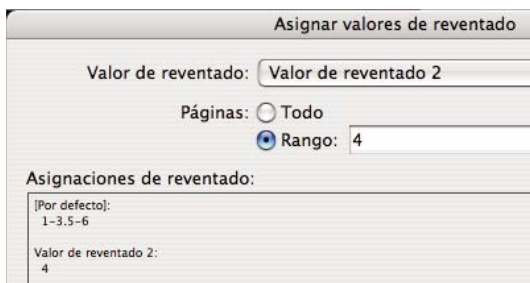 Asignar valores de reventado
Valor de reventado: Valor de reventado 2
Páginas: Todo
Rango: 4
Asignaciones de reventado:
[Por defecto]:
1-3.5-6
Valor de reventado 2:
4